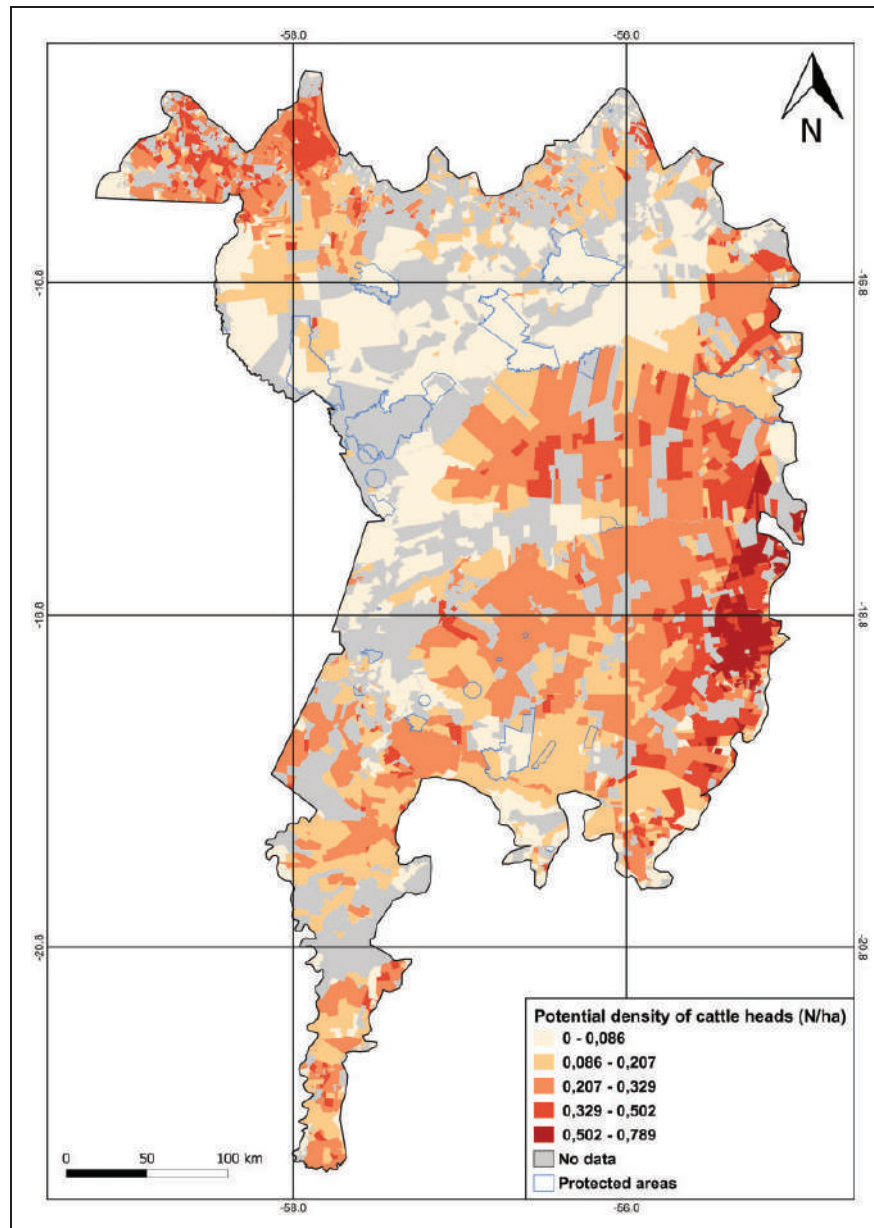 -58.0
-56.0
N
-16.8
-16.8
-18.8
-18.8
-20.8
-20.8
Potential density of cattle heads (N/ha)
0 - 0,086
0,086 - 0,207
0,207 - 0,329
0,329 - 0,502
0,502 - 0,789
No data
Protected areas
0 50 100 km
-58.0
-56.0